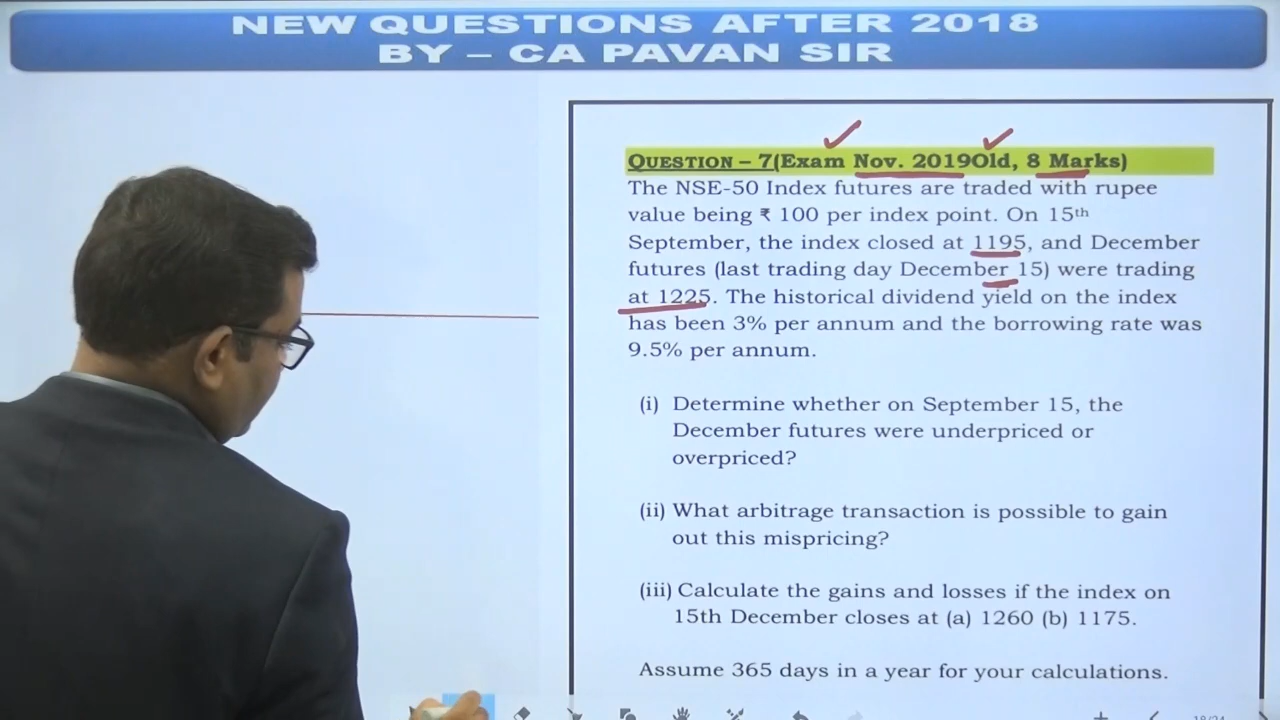 NEW QUESTIONS AFTER 2018
BY – CA PAVAN SIR
QUESTION – 7(Exam Nov. 2019Old, 8 Marks)
The NSE-50 Index futures are traded with rupee
value being ₹ 100 per index point. On 15th
September, the index closed at 1195, and December
futures (last trading day December 15) were trading
at 1225. The historical dividend yield on the index
has been 3% per annum and the borrowing rate was
9.5% per annum.
(i) Determine whether on September 15, the
December futures were underpriced or
overpriced?
(ii) What arbitrage transaction is possible to gain
out this mispricing?
(iii) Calculate the gains and losses if the index on
15th December closes at (a) 1260 (b) 1175.
Assume 365 days in a year for your calculations.